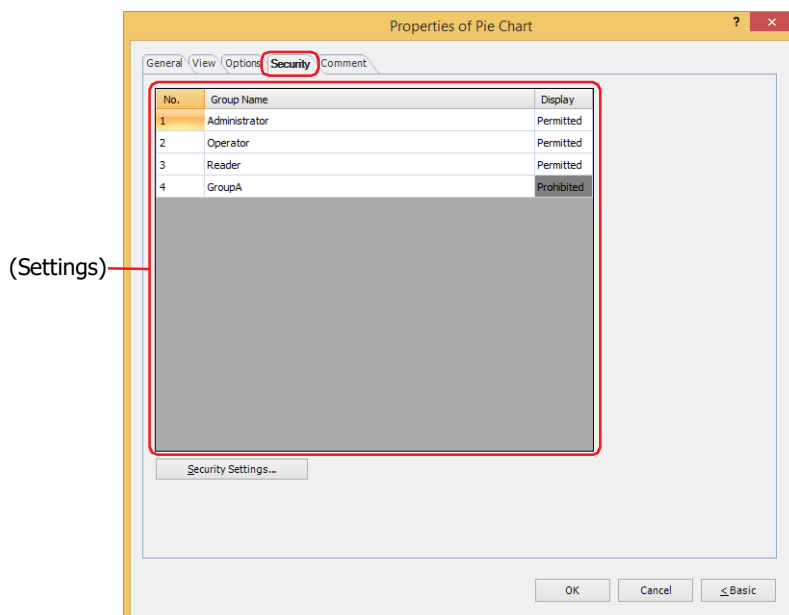 Properties of Pie Chart ? ×
General View Options Security Comment
No. Group Name Display
1 Administrator Permitted
2 Operator Permitted
3 Reader Permitted
4 GroupA Prohibited
(Settings)
Security Settings...
OK Cancel < Basic